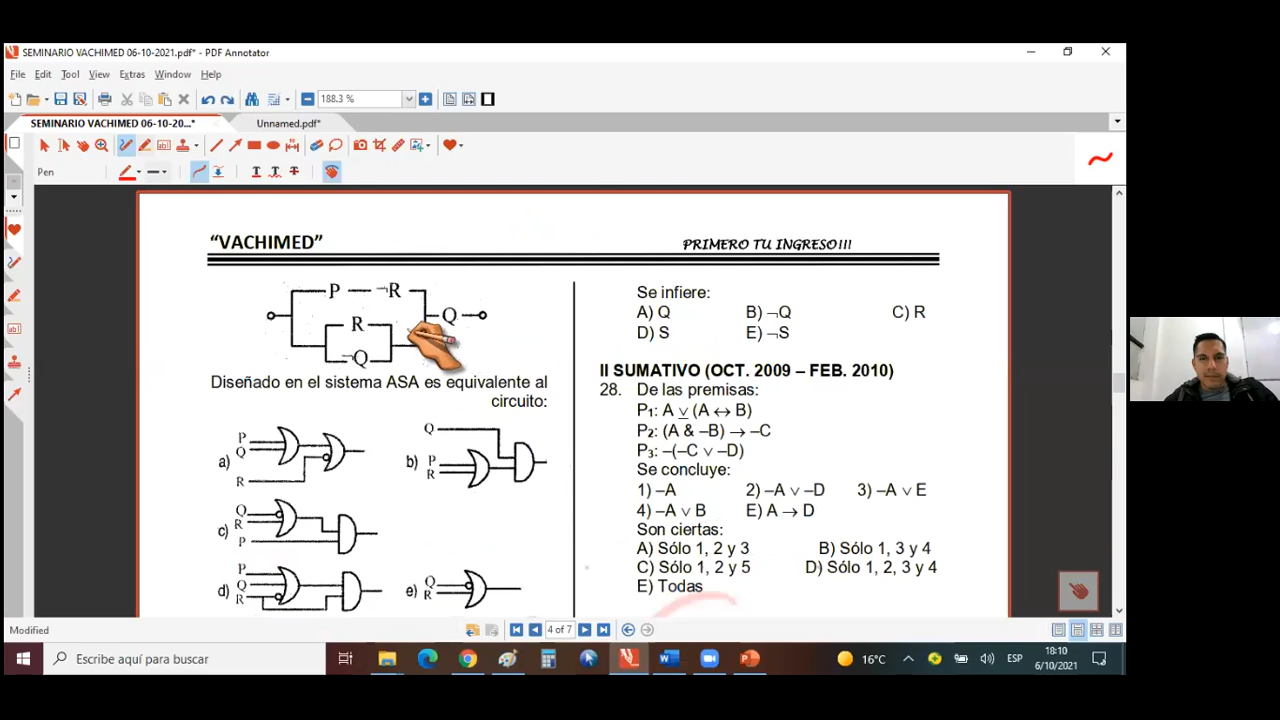 SEMINARIO VACHIMED 06-10-2021.pdf* - PDF Annotator
File Edit Tool View Extras Window Help
188.3 %
SEMINARIO VACHIMED 06-10-20...* Unnamed.pdf*
Pen
"VACHIMED" PRIMERO TU INGRESO!!!
P ¬R
R Q
¬Q
Diseñado en el sistema ASA es equivalente al
circuito:
a) P Q R
b) Q P R
c) Q R P
d) P Q R
e) Q R
Se infiere:
A) Q B) ¬Q C) R
D) S E) ¬S
II SUMATIVO (OCT. 2009 – FEB. 2010)
28. De las premisas:
P₁: A v (A ↔ B)
P₂: (A & –B) → –C
P₃: –(–C ∨ –D)
Se concluye:
1) –A 2) –A ∨ –D 3) –A ∨ E
4) –A ∨ B E) A → D
Son ciertas:
A) Sólo 1, 2 y 3 B) Sólo 1, 3 y 4
C) Sólo 1, 2 y 5 D) Sólo 1, 2, 3 y 4
E) Todas
Modified 4 of 7
Escribe aquí para buscar 16°C ESP 18:10
6/10/2021